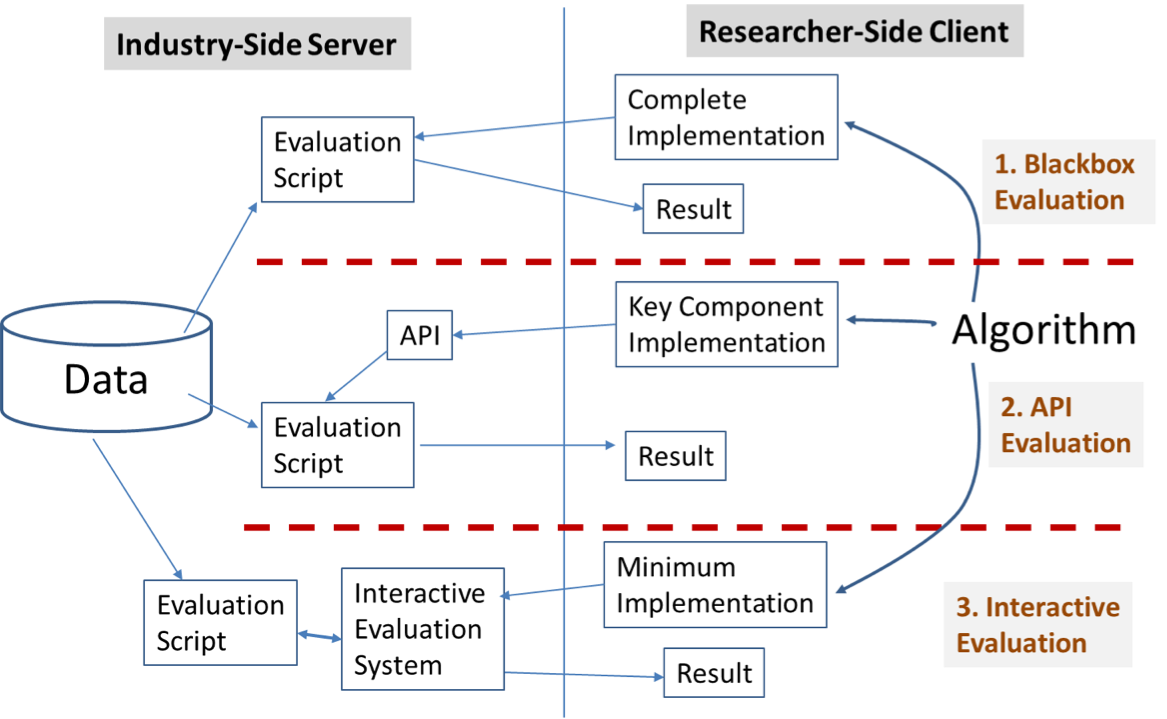 Industry-Side Server
Researcher-Side Client
Complete
Implementation
Evaluation
Script
1. Blackbox
Evaluation
Result
Key Component
Implementation
API
Algorithm
Data
Evaluation
Script
2. API
Evaluation
Result
Minimum
Implementation
Interactive
Evaluation
System
Evaluation
Script
3. Interactive
Evaluation
Result